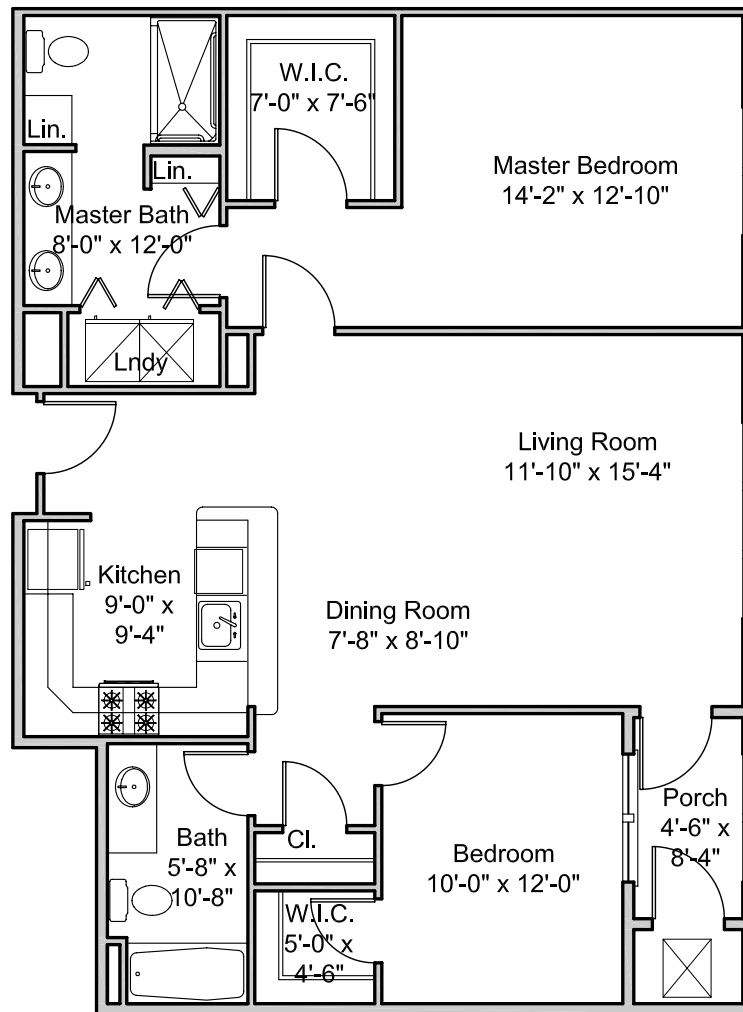 W.I.C.
7'-0" x 7'-6"
Lin.
Lin.
Master Bedroom
14'-2" x 12'-10"
Master Bath
8'-0" x 12'-0"
Lndy
Living Room
11'-10" x 15'-4"
Kitchen
9'-0" x
9'-4"
Dining Room
7'-8" x 8'-10"
Porch
4'-6" x
8'-4"
Bath
5'-8" x
10'-8"
Cl.
Bedroom
10'-0" x 12'-0"
W.I.C.
5'-0" x
4'-6"